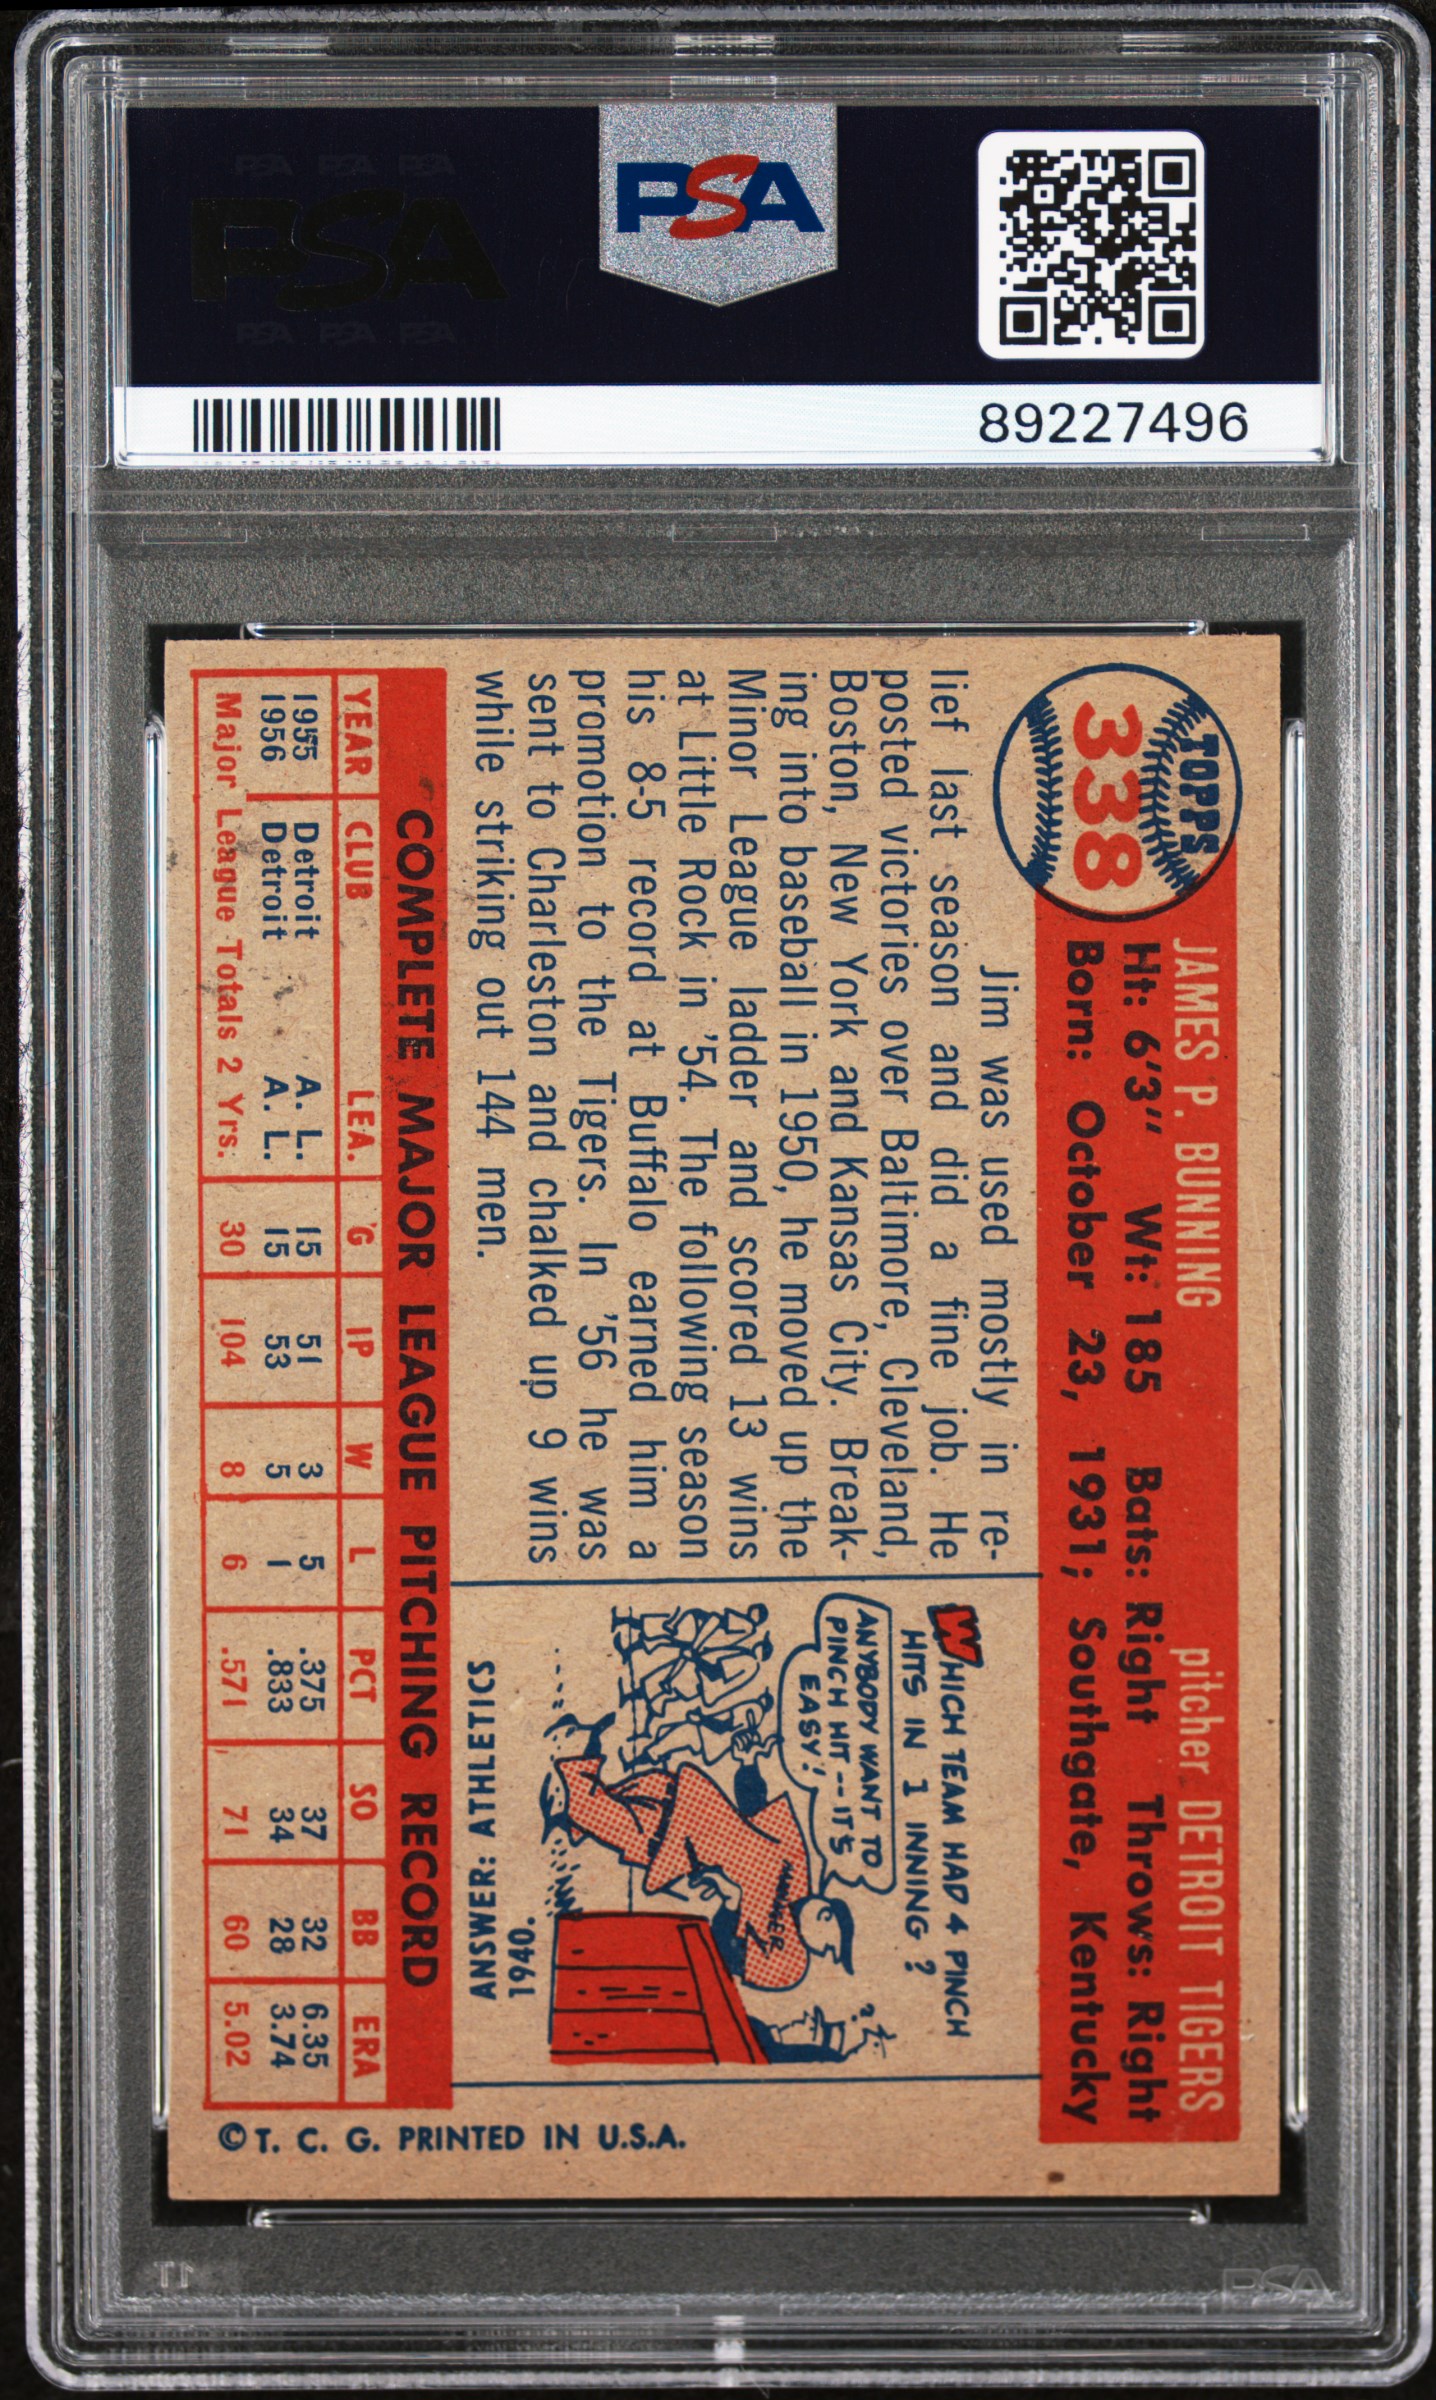 PSA PSA PSA
PSA
PSA PSA PSA
PSA
89227496
TOPPS
338
JAMES P. BUNNING pitcher DETROIT TIGERS
Ht: 6'3" Wt: 185 Bats: Right Throws: Right
Born: October 23, 1931; Southgate, Kentucky
Jim was used mostly in re-
lief last season and did a fine job. He
posted victories over Baltimore, Cleveland,
Boston, New York and Kansas City. Break-
ing into baseball in 1950, he moved up the
Minor League ladder and scored 13 wins
at Little Rock in '54. The following season
his 8-5 record at Buffalo earned him a
promotion to the Tigers. In '56 he was
sent to Charleston and chalked up 9 wins
while striking out 144 men.
WHICH TEAM HAD 4 PINCH
HITS IN 1 INNING?
ANYBODY WANT TO
PINCH HIT--IT'S
EASY!
ANSWER: ATHLETICS
1940.
COMPLETE MAJOR LEAGUE PITCHING RECORD
YEAR CLUB LEA. G IP W L PCT SO BB ERA
1955 Detroit A. L. 15 51 3 5 .375 37 32 6.35
1956 Detroit A. L. 15 53 5 1 .833 34 28 3.74
Major League Totals 2 Yrs. 30 104 8 6 .571 71 60 5.02
© T. C. G. PRINTED IN U.S.A.
PSA